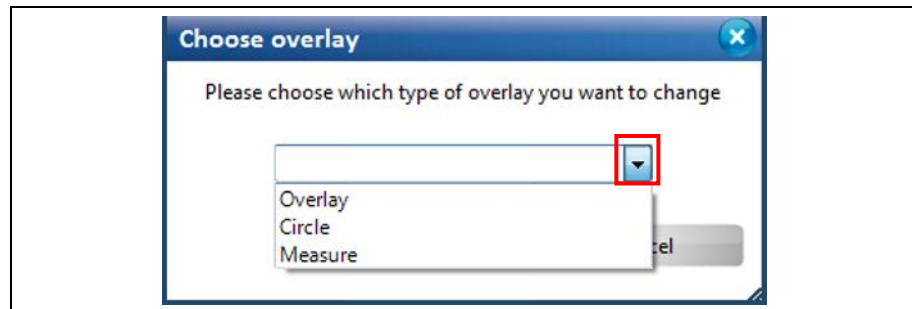 Choose overlay
Please choose which type of overlay you want to change
Overlay
Circle
Measure